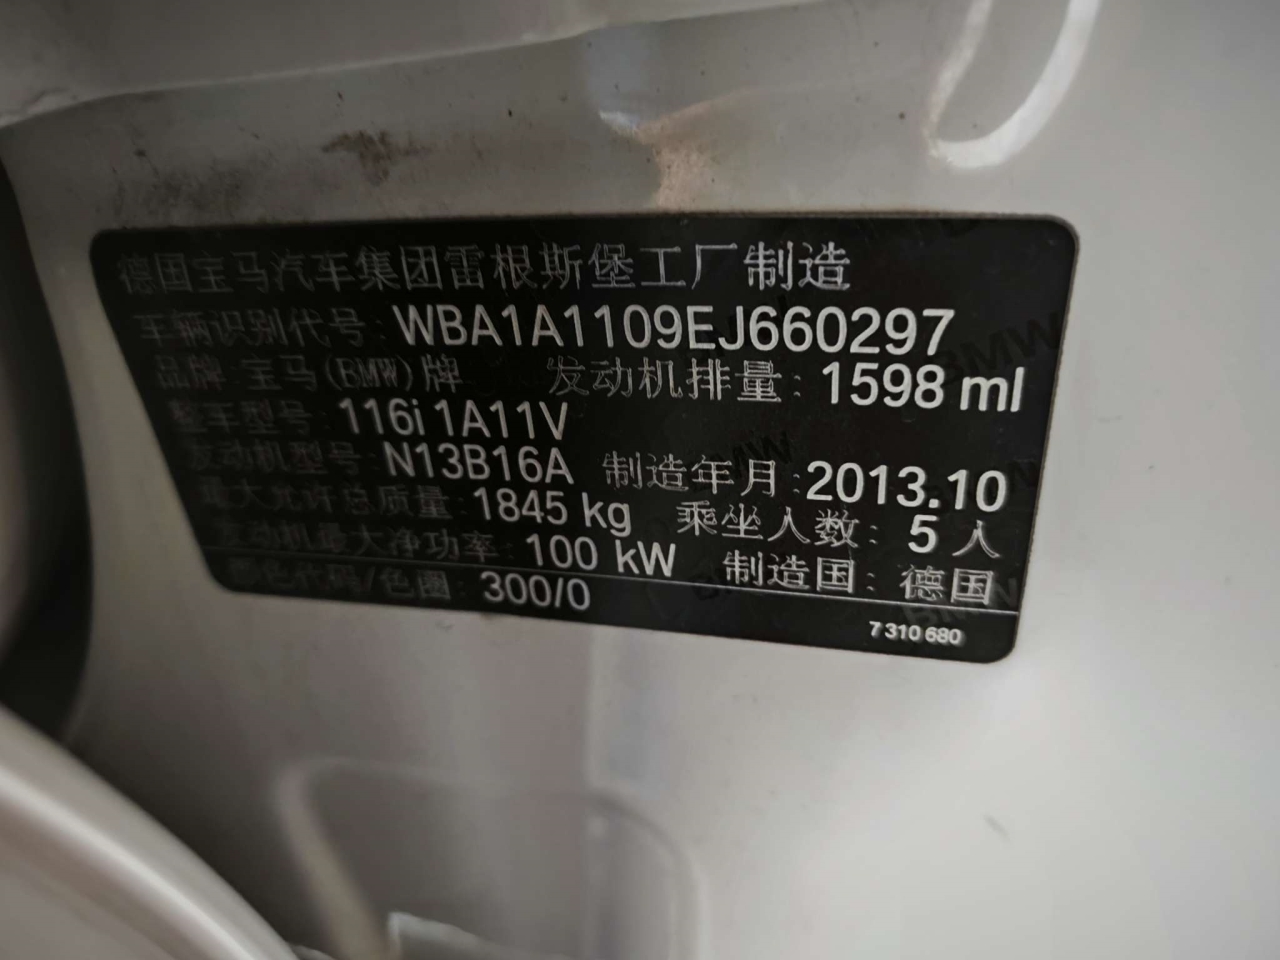 德国宝马汽车集团雷根斯堡工厂制造
车辆识别代号: WBA1A1109EJ660297
品牌:宝马(BMW)牌 发动机排量: 1598 ml
整车型号: 116i 1A11V
发动机型号: N13B16A 制造年月:2013.10
最大允许总质量: 1845 kg 乘坐人数: 5 人
发动机最大净功率: 100 kW 制造国: 德国
代码/色: 300/0
7 310 680
BMW
BMW
BMW